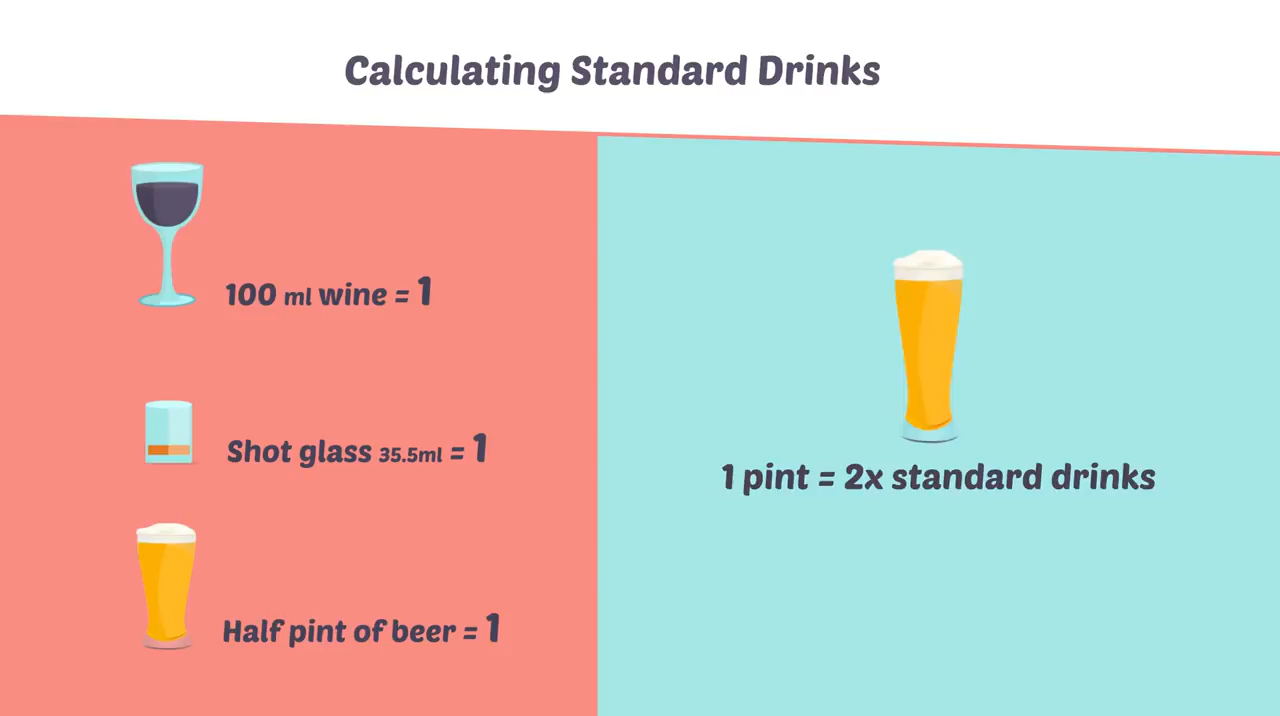 Calculating Standard Drinks
100 ml wine = 1
Shot glass 35.5ml = 1
Half pint of beer = 1
1 pint = 2x standard drinks